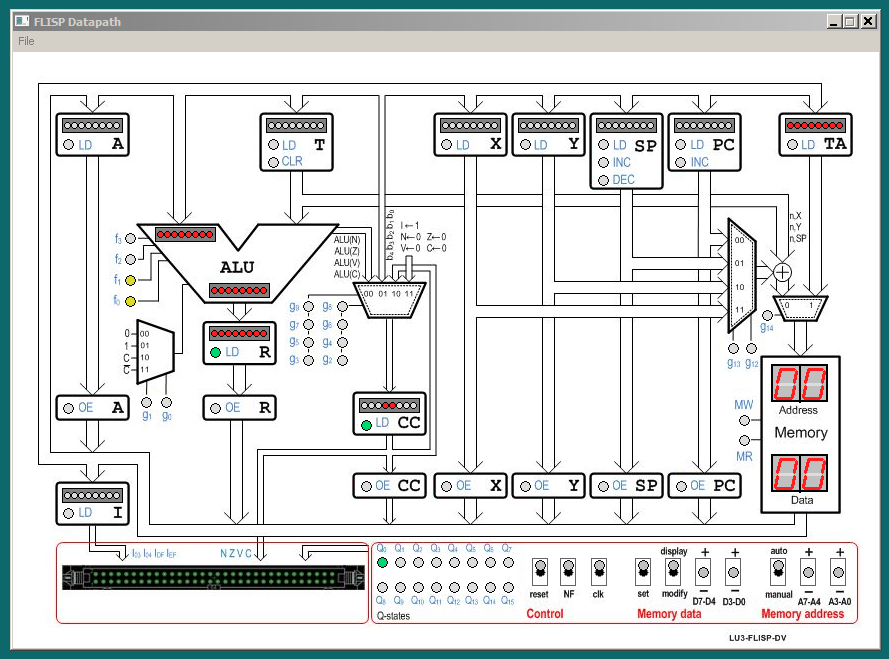 FLISP Datapath
File
LD A
LD T
CLR
LD X
LD Y
LD SP
INC
DEC
LD PC
INC
LD TA
f3
f2
f1
f0
ALU
ALU(N)
ALU(Z)
ALU(V)
ALU(C)
b4 b3 b2 b1 b0
I←1
N←0 Z←0
V←0 C←0
00 01 10 11
n,X
n,Y
n,SP
00
01
10
11
+
0 1
g14
g13 g12
0 00
1 01
C 10
C 11
g1 g0
LD R
g9 g8
g7 g6
g5 g4
g3 g2
LD CC
OE A
OE R
OE CC
OE X
OE Y
OE SP
OE PC
LD I
00
Address
MW
Memory
MR
00
Data
I03 I04 IDF IEF
N Z V C
Q0 Q1 Q2 Q3 Q4 Q5 Q6 Q7
Q8 Q9 Q10 Q11 Q12 Q13 Q14 Q15
Q-states
reset NF clk
Control
display + +
set modify D7-D4 D3-D0
Memory data
auto + +
manual A7-A4 A3-A0
Memory address
LU3-FLISP-DV